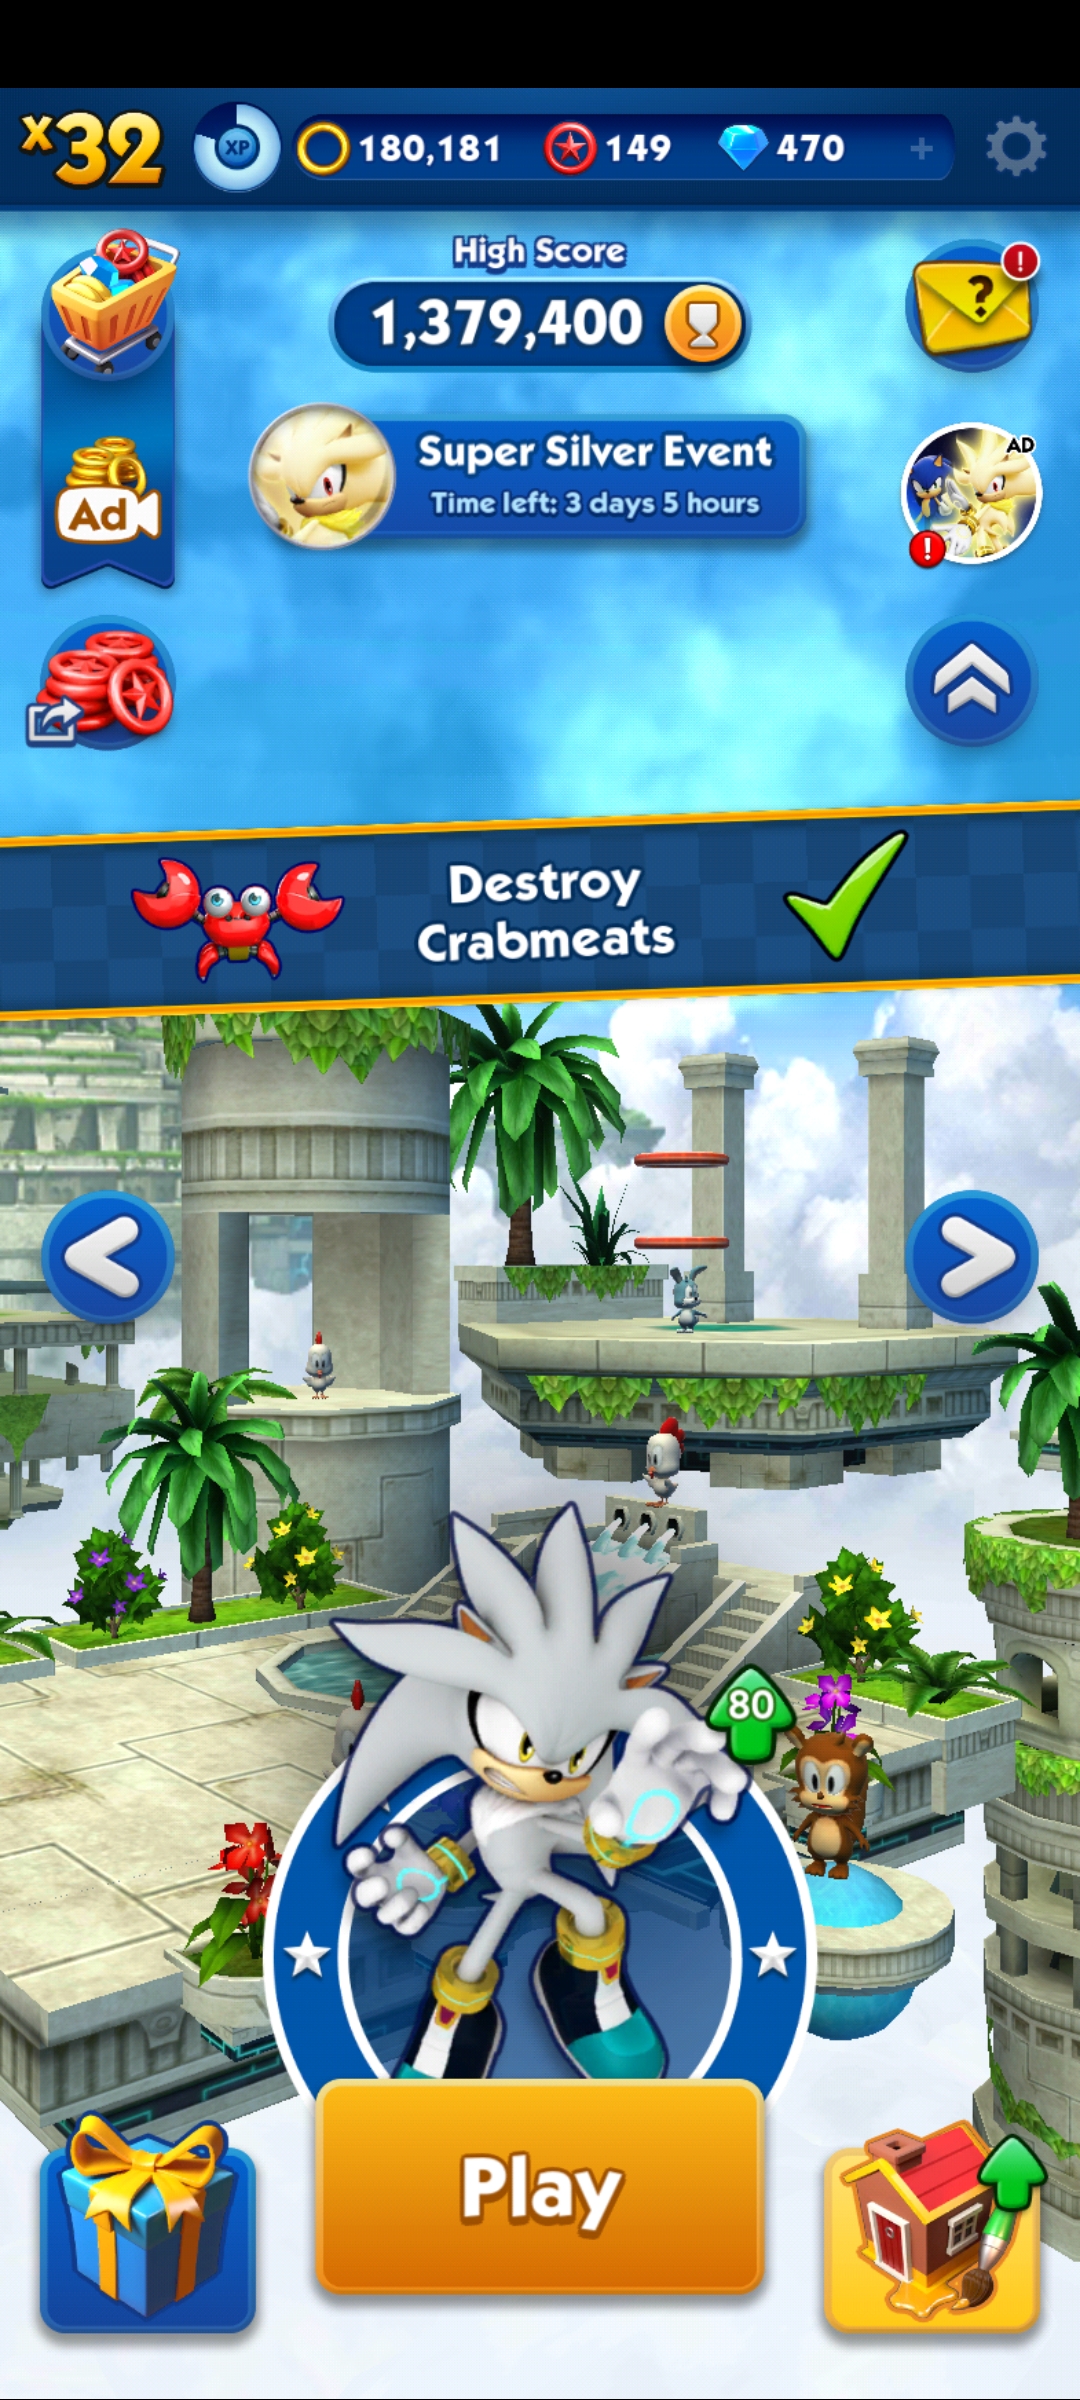 x32
XP
180,181
149
470
+
High Score
1,379,400
?
!
Super Silver Event
Time left: 3 days 5 hours
AD
!
Ad
Destroy
Crabmeats
80
Play